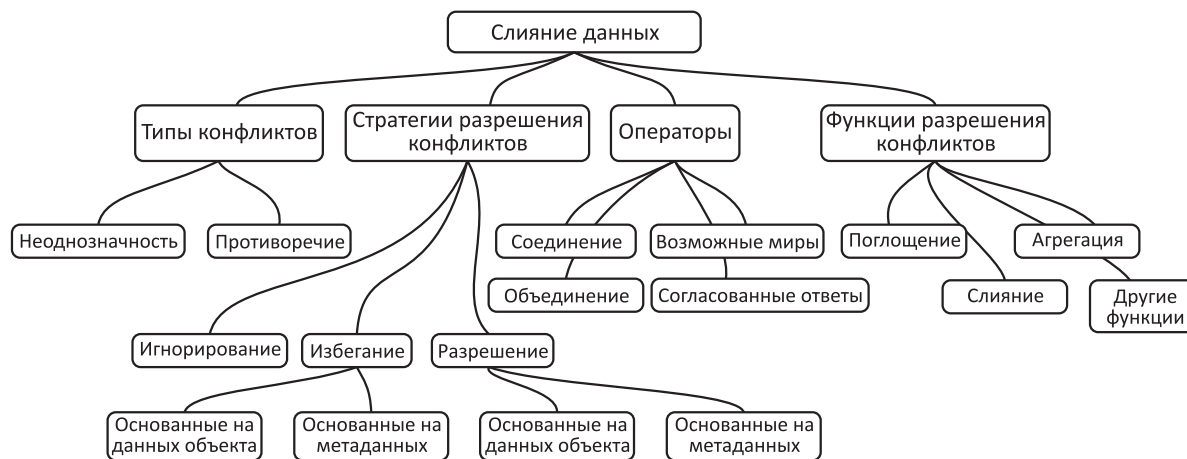 Слияние данных
Типы конфликтов
Стратегии разрешения
конфликтов
Операторы
Функции разрешения
конфликтов
Неоднозначность
Противоречие
Соединение
Возможные миры
Поглощение
Агрегация
Объединение
Согласованные ответы
Слияние
Другие
функции
Игнорирование
Избегание
Разрешение
Основанные на
данных объекта
Основанные на
метаданных
Основанные на
данных объекта
Основанные на
метаданных